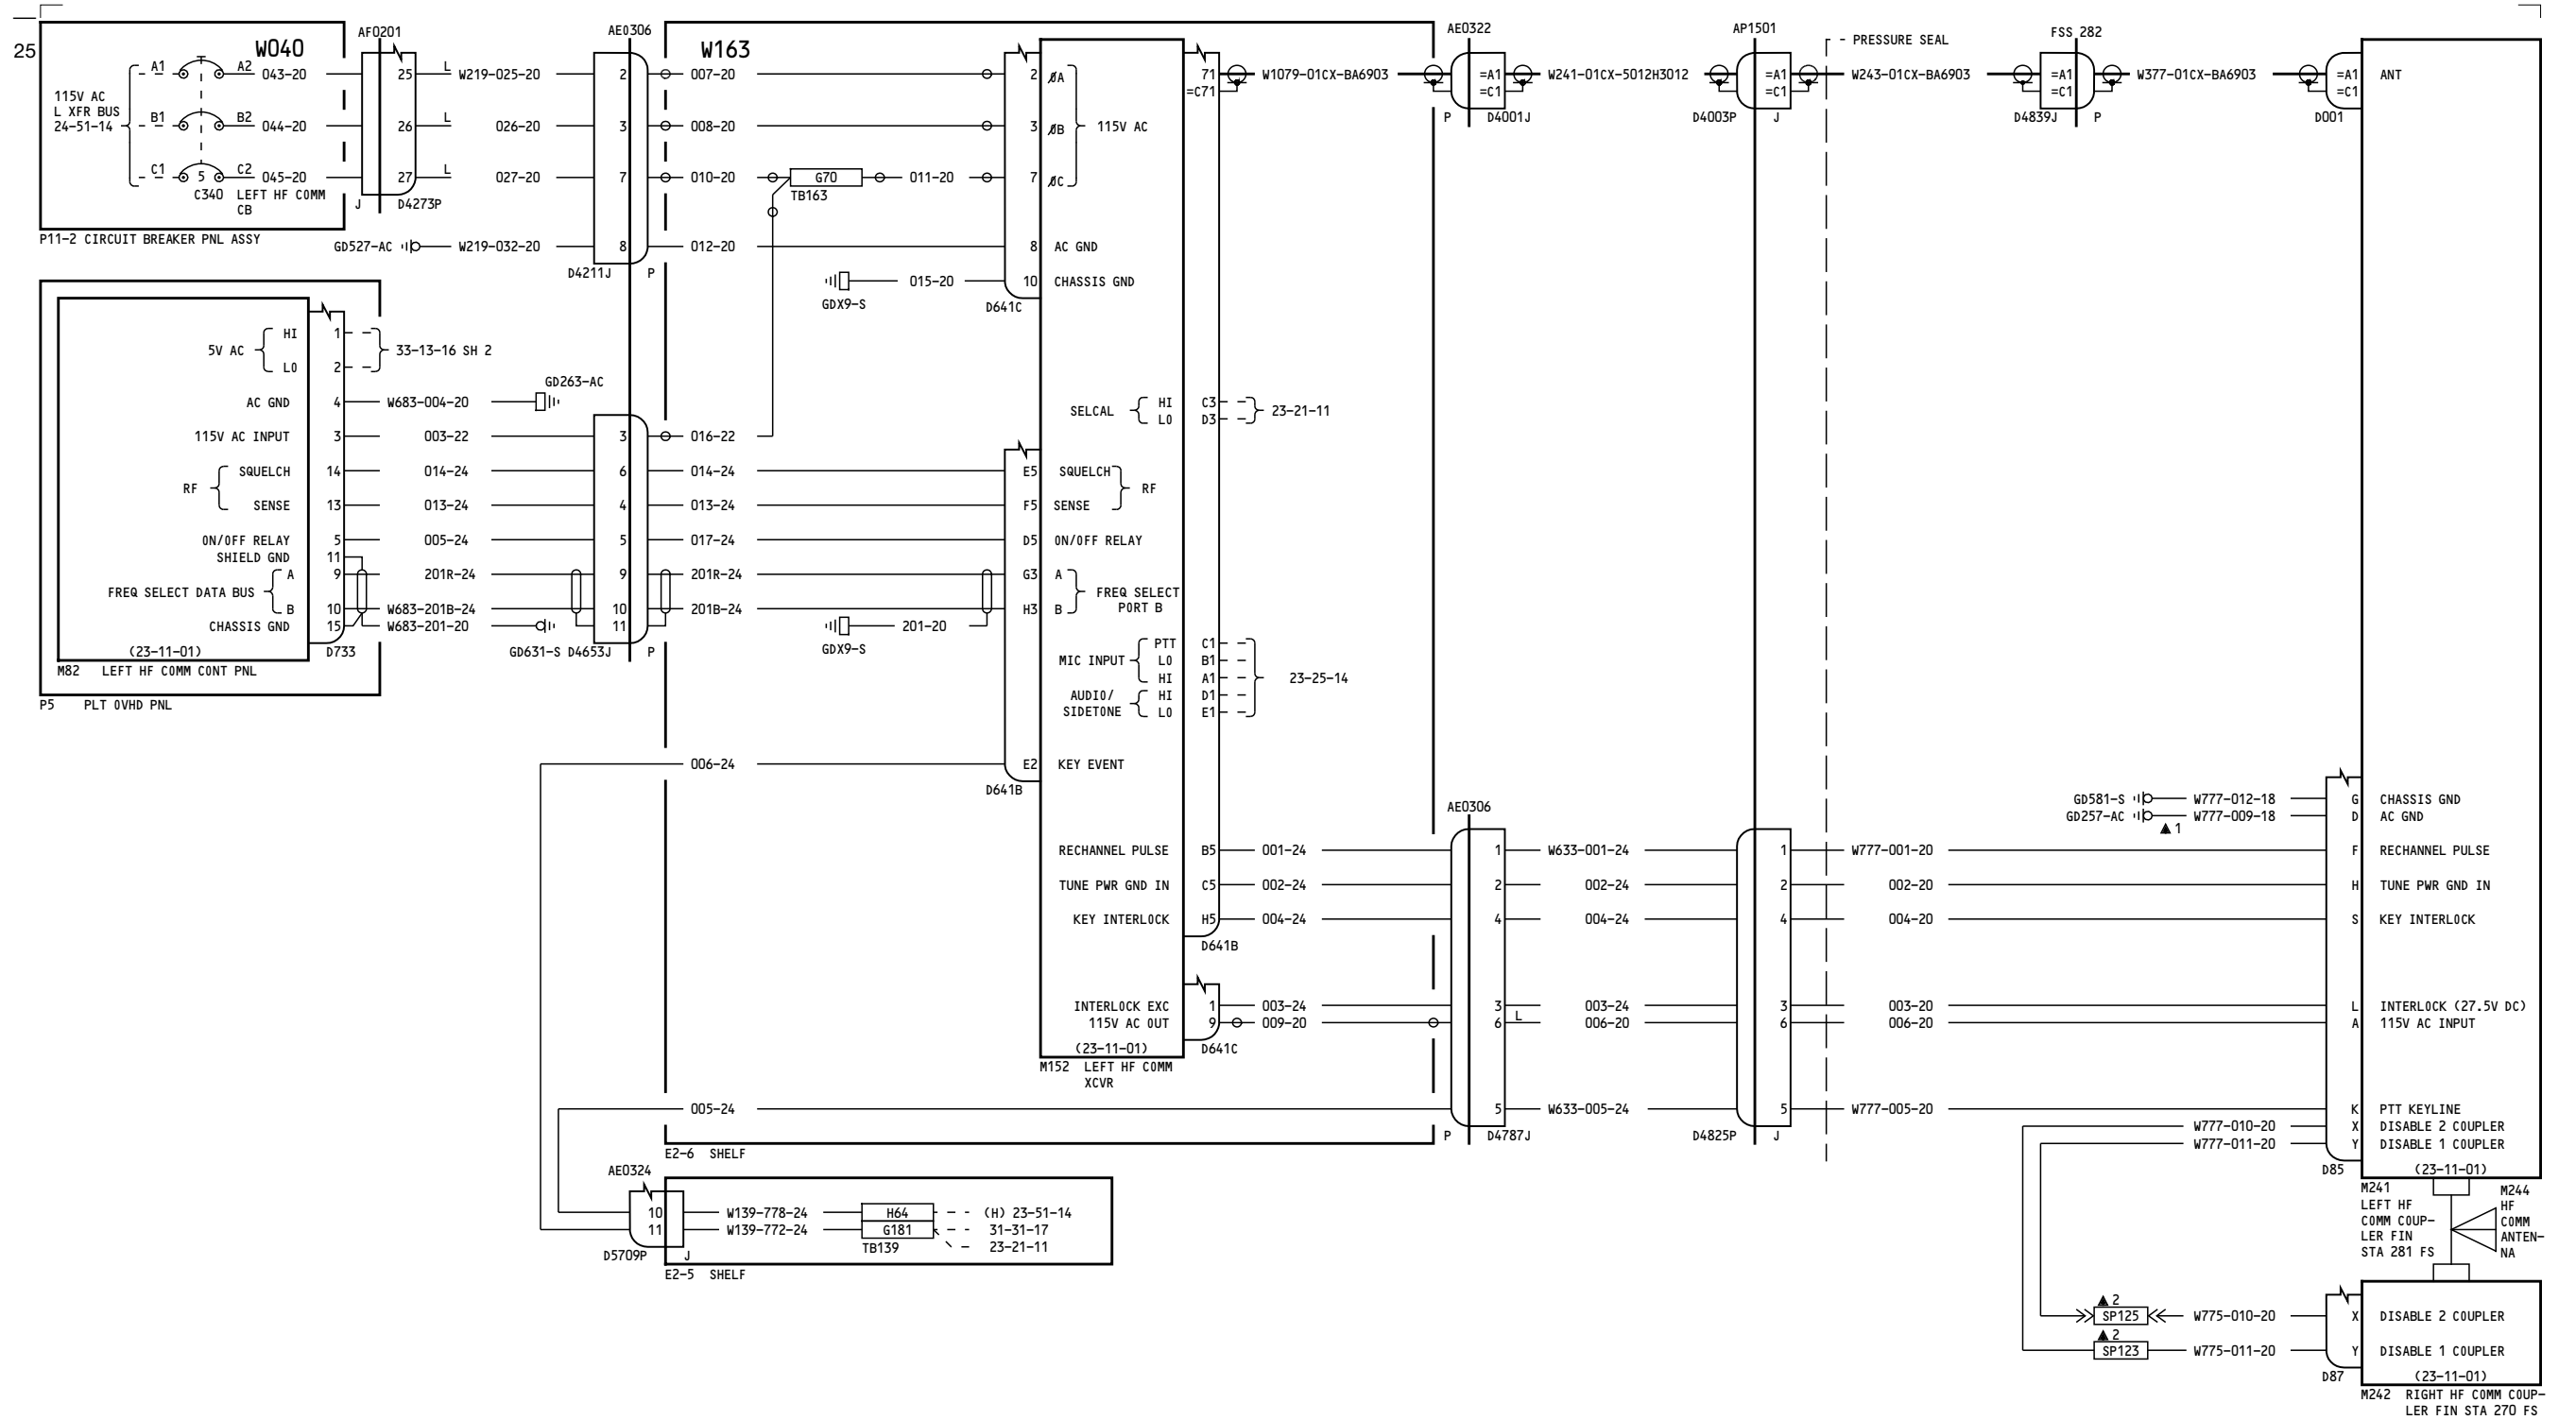 25
W040
A1 A2 043-20
115V AC
L XFR BUS
24-51-14
B1 B2 044-20
C1 5 C2 045-20
C340 LEFT HF COMM
CB
P11-2 CIRCUIT BREAKER PNL ASSY
AF0201
25 L W219-025-20
26 L 026-20
27 L 027-20
J D4273P
GD527-AC W219-032-20
AE0306
2
3
7
8
D4211J P
W163
007-20
008-20
010-20 G70 011-20
TB163
012-20
GDX9-S 015-20
2 ØA
3 ØB 115V AC
7 ØC
8 AC GND
10 CHASSIS GND
D641C
5V AC
HI 1
LO 2
33-13-16 SH 2
GD263-AC
AC GND 4 W683-004-20
115V AC INPUT 3 003-22 3 016-22
RF
SQUELCH 14 014-24 6 014-24 E5 SQUELCH
SENSE 13 013-24 4 013-24 F5 SENSE
RF
ON/OFF RELAY 5 005-24 5 017-24 D5 ON/OFF RELAY
SHIELD GND 11
FREQ SELECT DATA BUS
A 9 201R-24 9 201R-24 G3 A
B 10 W683-201B-24 10 201B-24 H3 B
FREQ SELECT
PORT B
CHASSIS GND 15 W683-201-20 11
GDX9-S 201-20
(23-11-01)
D733
GD631-S D4653J P
M82 LEFT HF COMM CONT PNL
P5 PLT OVHD PNL
SELCAL
HI C3
LO D3
23-21-11
MIC INPUT
PTT C1
LO B1
HI A1
AUDIO/
SIDETONE
HI D1
LO E1
23-25-14
006-24 E2 KEY EVENT
D641B
RECHANNEL PULSE B5 001-24
TUNE PWR GND IN C5 002-24
KEY INTERLOCK H5 004-24
D641B
INTERLOCK EXC 1 003-24
115V AC OUT 9 009-20
(23-11-01)
D641C
M152 LEFT HF COMM
XCVR
005-24
E2-6 SHELF
AE0324
10 W139-778-24 H64 (H) 23-51-14
11 W139-772-24 G181 31-31-17
TB139 23-21-11
D5709P J
E2-5 SHELF
71
=C71
W1079-01CX-BA6903
AE0322
=A1
=C1
P D4001J
W241-01CX-5012H3012
AP1501
=A1
=C1
D4003P J
PRESSURE SEAL
W243-01CX-BA6903
FSS 282
=A1
=C1
D4839J P
W377-01CX-BA6903
=A1 ANT
=C1
D001
AE0306
1 W633-001-24 1 W777-001-20
2 002-24 2 002-20
4 004-24 4 004-20
3 003-24 3 003-20
6 L 006-20 6 006-20
5 W633-005-24 5 W777-005-20
P D4787J
D4825P J
GD581-S W777-012-18 G CHASSIS GND
GD257-AC W777-009-18 D AC GND
▲1
F RECHANNEL PULSE
H TUNE PWR GND IN
S KEY INTERLOCK
L INTERLOCK (27.5V DC)
A 115V AC INPUT
K PTT KEYLINE
W777-010-20 X DISABLE 2 COUPLER
W777-011-20 Y DISABLE 1 COUPLER
D85
(23-11-01)
M241
LEFT HF
COMM COUP-
LER FIN
STA 281 FS
M244
HF
COMM
ANTEN-
NA
▲2
SP125 W775-010-20 X DISABLE 2 COUPLER
▲2
SP123 W775-011-20 Y DISABLE 1 COUPLER
D87
(23-11-01)
M242 RIGHT HF COMM COUP-
LER FIN STA 270 FS